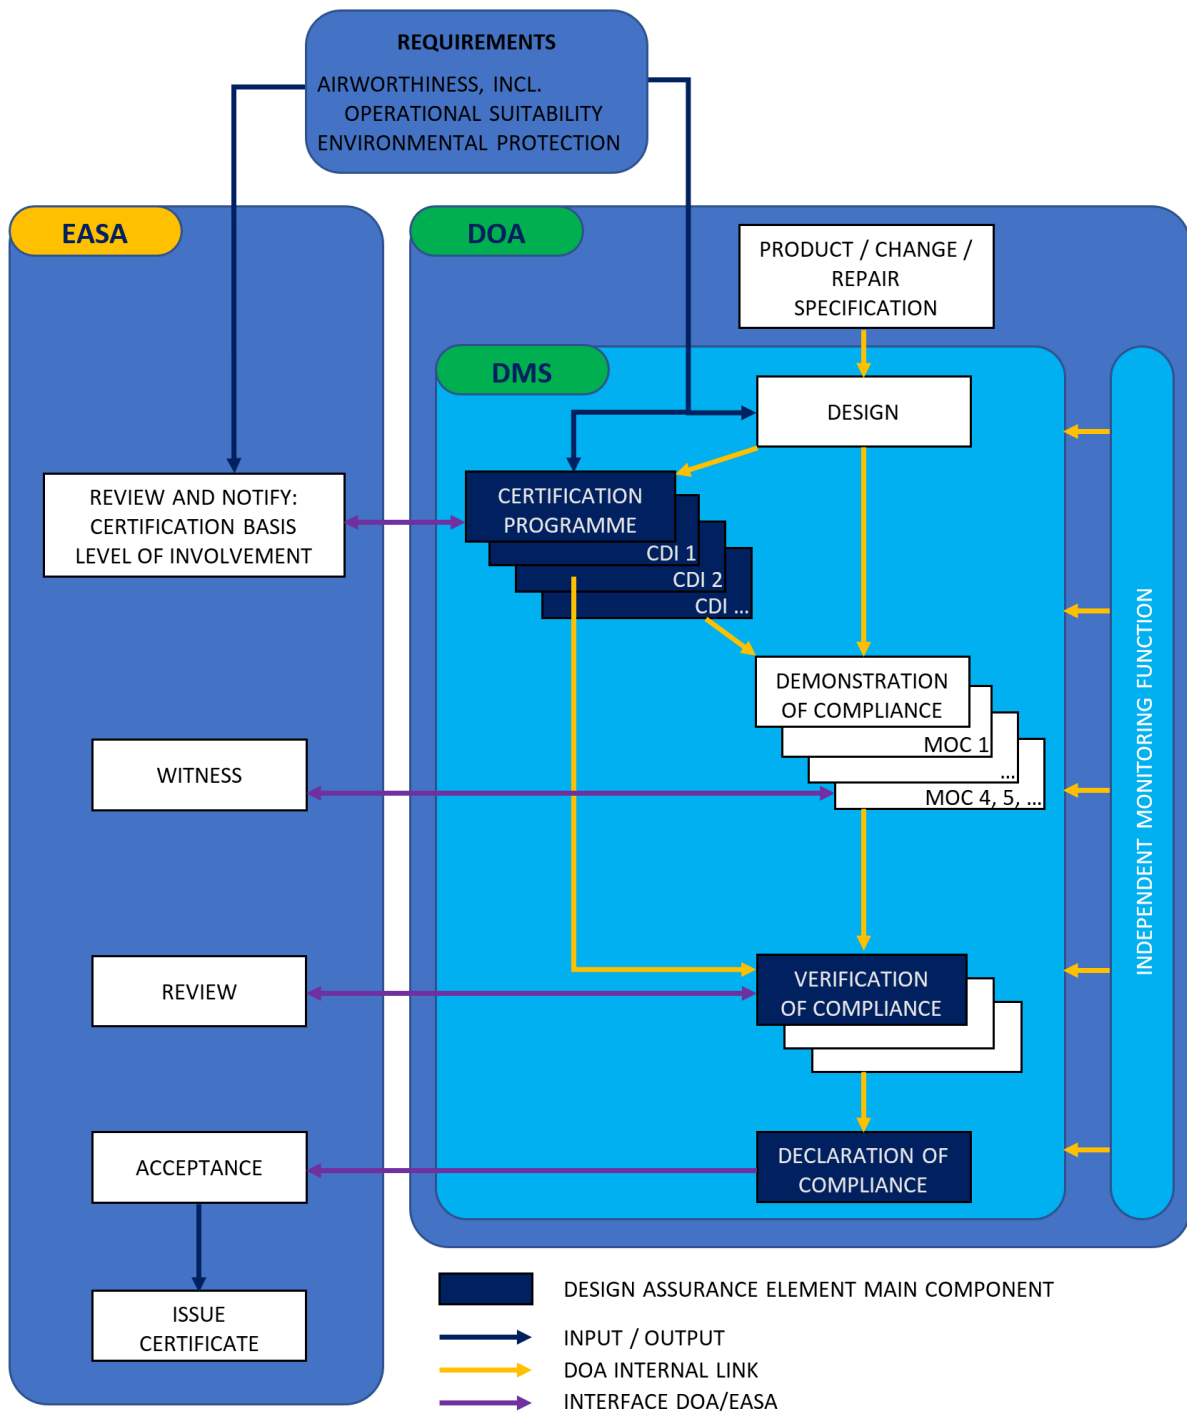 REQUIREMENTS
AIRWORTHINESS, INCL.
OPERATIONAL SUITABILITY
ENVIRONMENTAL PROTECTION
EASA
DOA
PRODUCT / CHANGE /
REPAIR
SPECIFICATION
DMS
DESIGN
REVIEW AND NOTIFY:
CERTIFICATION BASIS
LEVEL OF INVOLVEMENT
CERTIFICATION
PROGRAMME
CDI 1
CDI 2
CDI ...
DEMONSTRATION
OF COMPLIANCE
MOC 1
...
MOC 4, 5, ...
WITNESS
INDEPENDENT MONITORING FUNCTION
REVIEW
VERIFICATION
OF COMPLIANCE
ACCEPTANCE
DECLARATION OF
COMPLIANCE
ISSUE
CERTIFICATE
DESIGN ASSURANCE ELEMENT MAIN COMPONENT
INPUT / OUTPUT
DOA INTERNAL LINK
INTERFACE DOA/EASA